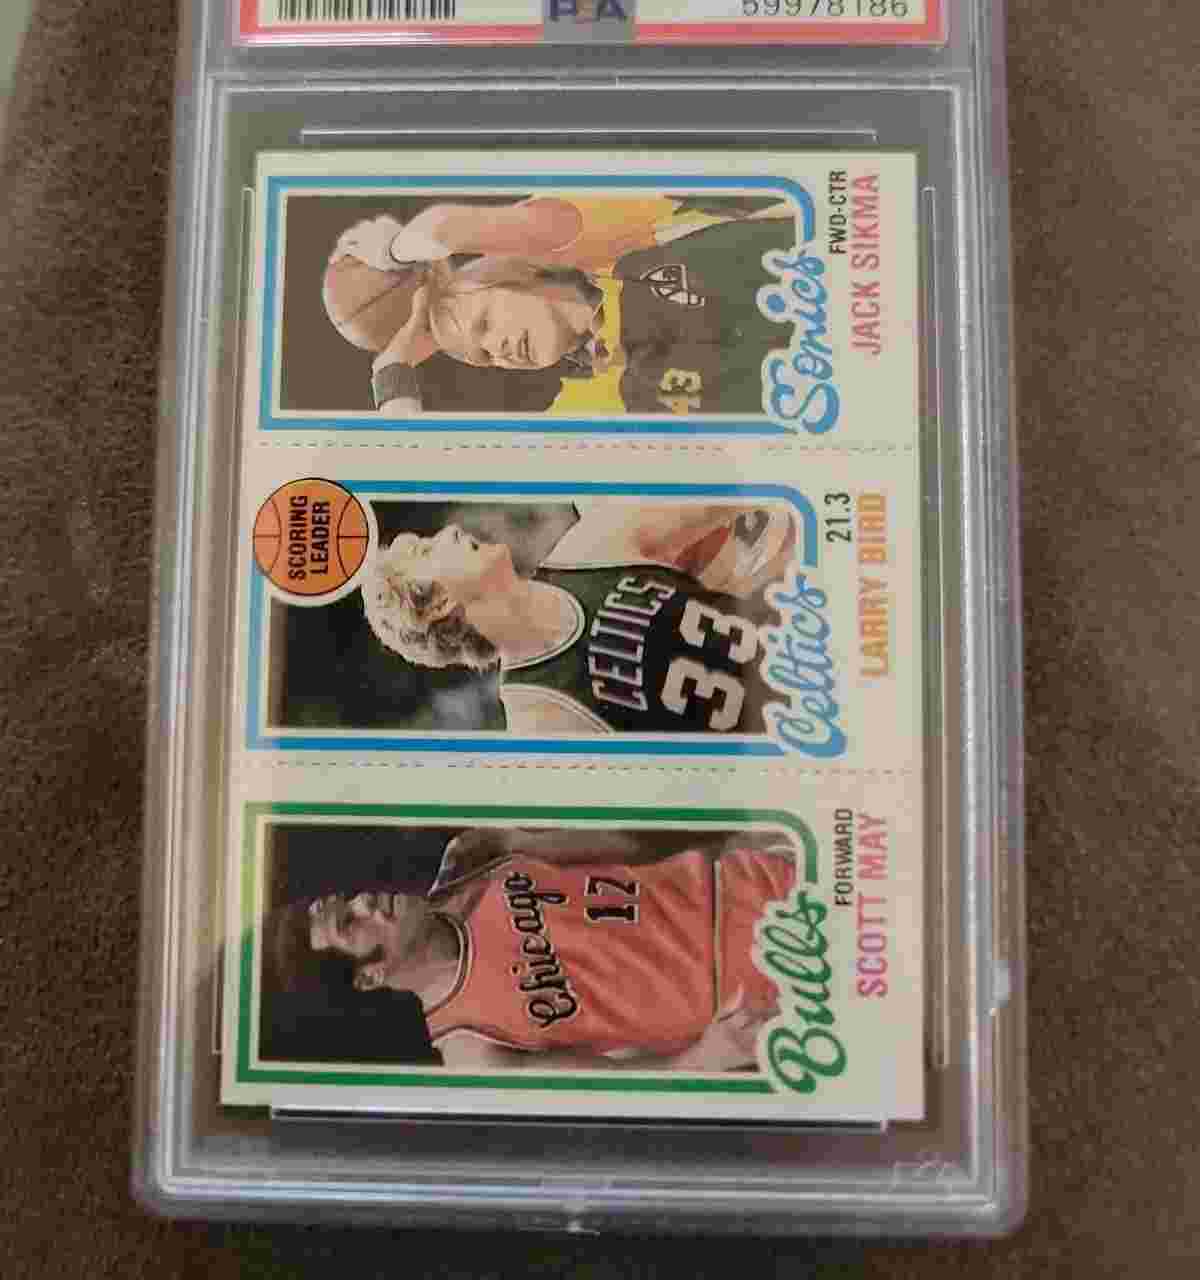 PSA
59978186
FWD-CTR
JACK SIKMA
Sonics
43
SCORING
LEADER
21.3
LARRY BIRD
Celtics
CELTICS
33
FORWARD
SCOTT MAY
Bulls
Chicago
17